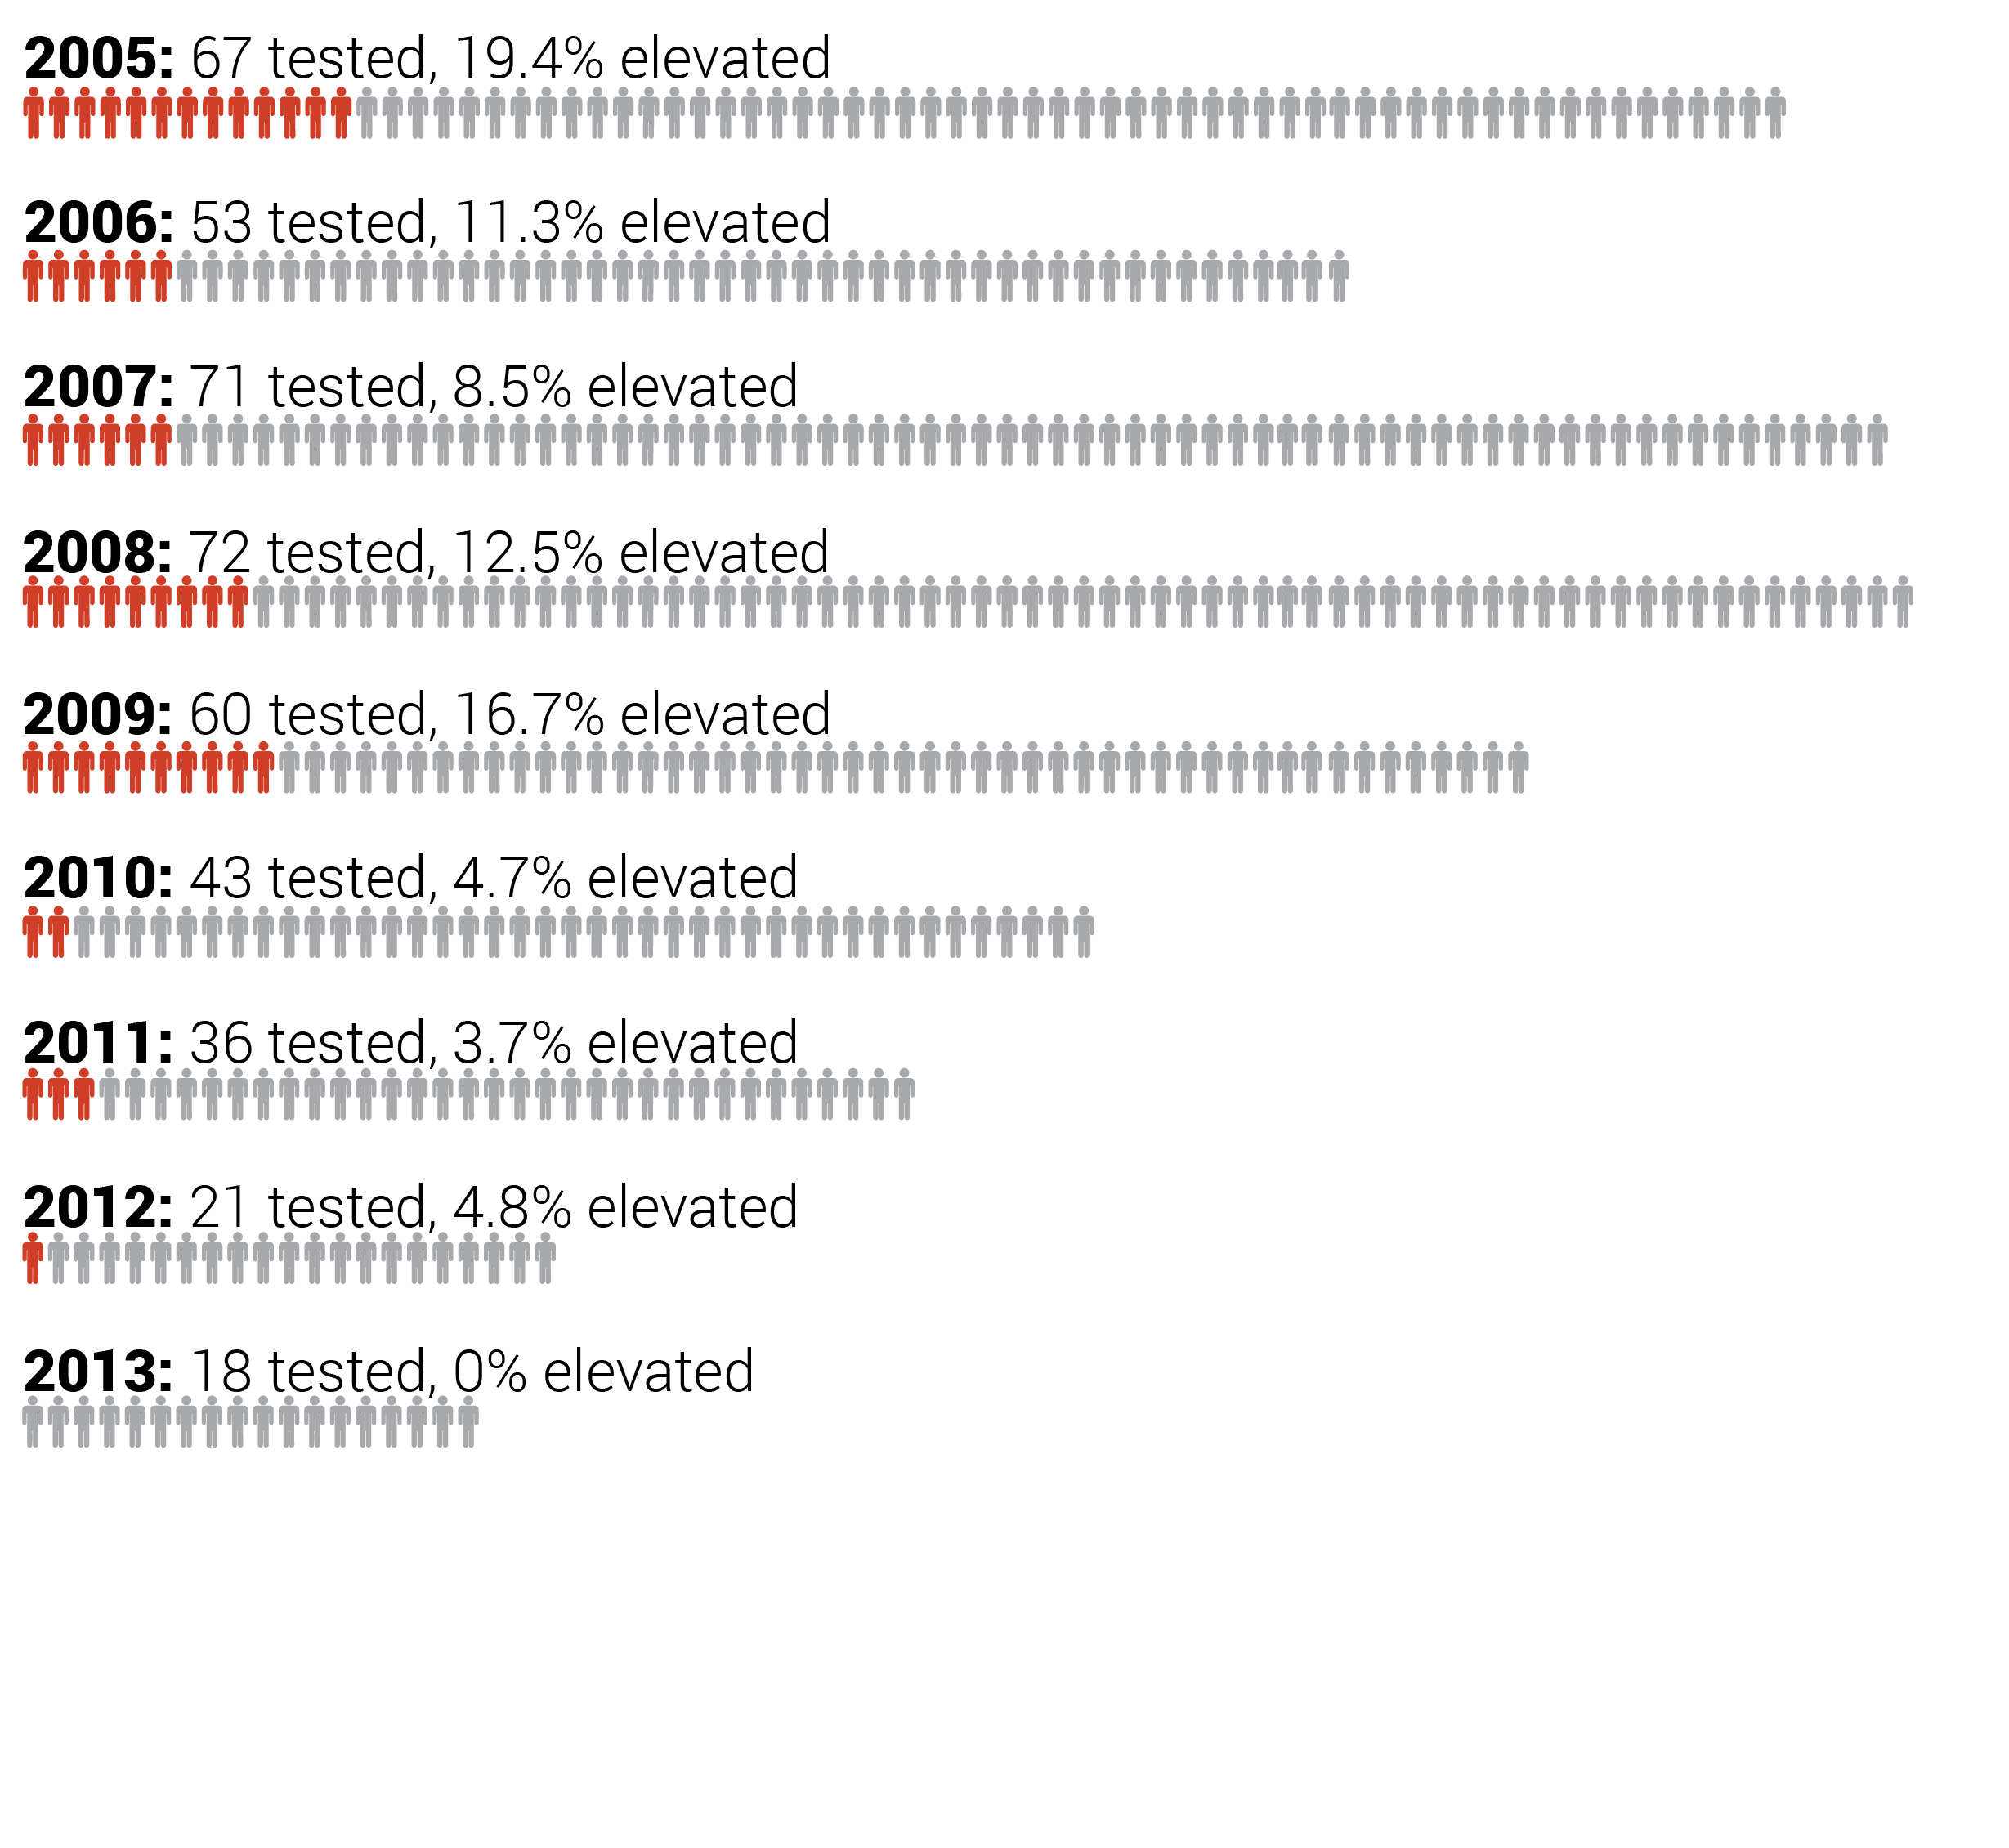 2005: 67 tested, 19.4% elevated
2006: 53 tested, 11.3% elevated
2007: 71 tested, 8.5% elevated
2008: 72 tested, 12.5% elevated
2009: 60 tested, 16.7% elevated
2010: 43 tested, 4.7% elevated
2011: 36 tested, 3.7% elevated
2012: 21 tested, 4.8% elevated
2013: 18 tested, 0% elevated